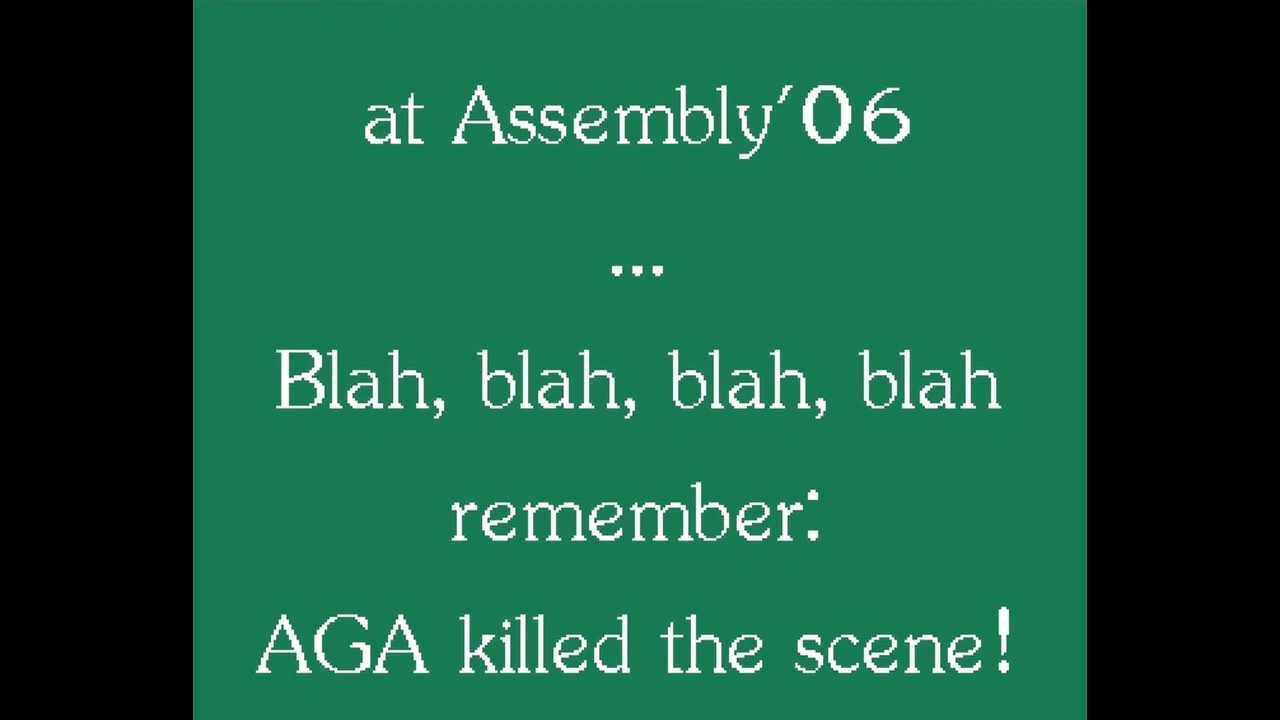 at Assembly'06
...
Blah, blah, blah, blah
remember:
AGA killed the scene!